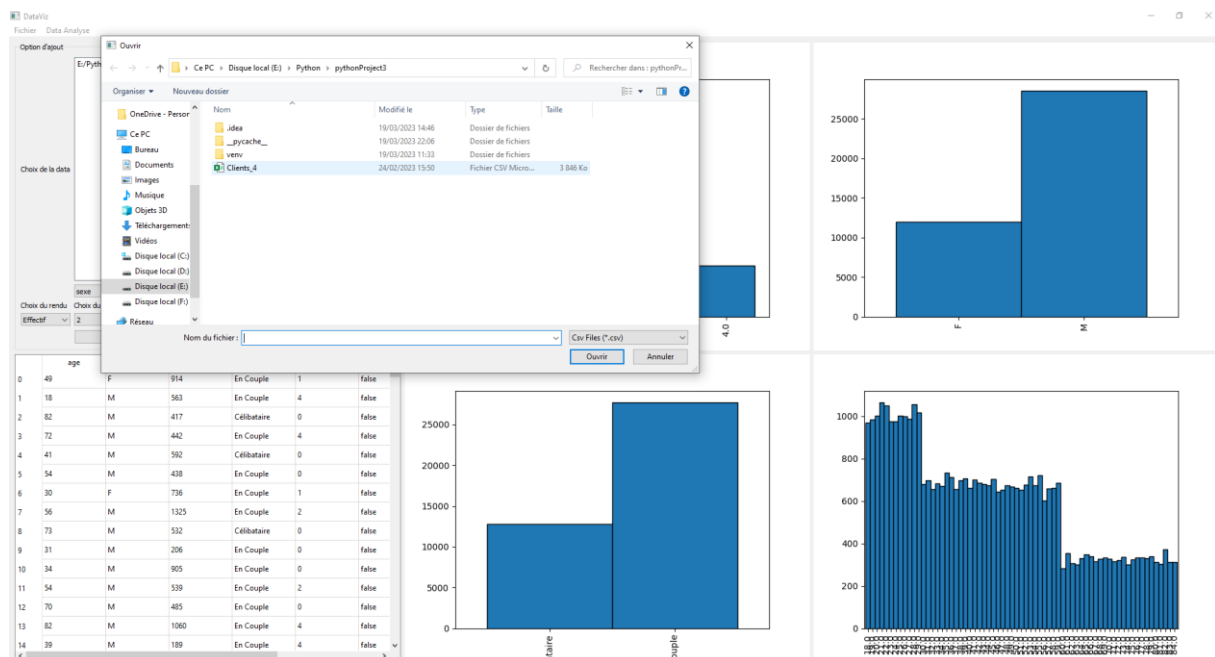 DataViz
Fichier Data Analyse
Option d'ajout
E:/Pyth
Choix de la data
sexe
Choix du rendu Choix du
Effectif 2
Ouvrir
Ce PC > Disque local (E:) > Python > pythonProject3
Rechercher dans : pythonPr...
Organiser Nouveau dossier
Nom Modifié le Type Taille
.idea 19/03/2023 14:46 Dossier de fichiers
__pycache__ 19/03/2023 22:06 Dossier de fichiers
venv 19/03/2023 11:33 Dossier de fichiers
Clients_4 24/02/2023 15:50 Fichier CSV Micro... 3 846 Ko
OneDrive - Person
Ce PC
Bureau
Documents
Images
Musique
Objets 3D
Téléchargements
Vidéos
Disque local (C:)
Disque local (D:)
Disque local (E:)
Disque local (F:)
Réseau
Nom du fichier :
Csv Files (*.csv)
Ouvrir Annuler
4.0
25000
20000
15000
10000
5000
0
F M
age
0 49 F 914 En Couple 1 false
1 18 M 563 En Couple 4 false
2 82 M 417 Célibataire 0 false
3 72 M 442 En Couple 4 false
4 41 M 592 Célibataire 0 false
5 54 M 438 En Couple 0 false
6 30 F 736 En Couple 1 false
7 56 M 1325 En Couple 2 false
8 73 M 532 Célibataire 0 false
9 31 M 206 En Couple 0 false
10 34 M 905 En Couple 0 false
11 54 M 539 En Couple 2 false
12 70 M 485 En Couple 0 false
13 82 M 1060 En Couple 4 false
14 39 M 189 En Couple 4 false
25000
20000
15000
10000
5000
0
taire ouple
1000
800
600
400
200
0